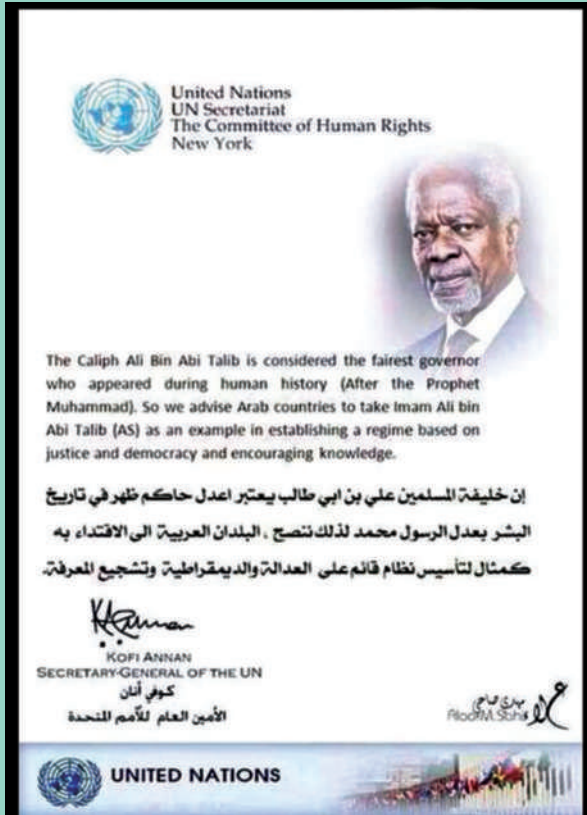 United Nations
UN Secretariat
The Committee of Human Rights
New York
The Caliph Ali Bin Abi Talib is considered the fairest governor
who appeared during human history (After the Prophet
Muhammad). So we advise Arab countries to take Imam Ali bin
Abi Talib (AS) as an example in establishing a regime based on
justice and democracy and encouraging knowledge.
إن خليفة المسلمين علي بن ابي طالب يعتبر اعدل حاكم ظهر في تاريخ
البشر بعدل الرسول محمد لذلك ننصح ، البلدان العربية الى الاقتداء به
كمثال لتأسيس نظام قائم على العدالة والديمقراطية وتشجيع المعرفة.
KOFI ANNAN
SECRETARY-GENERAL OF THE UN
كوفي أنان
الأمين العام للأمم المتحدة
UNITED NATIONS